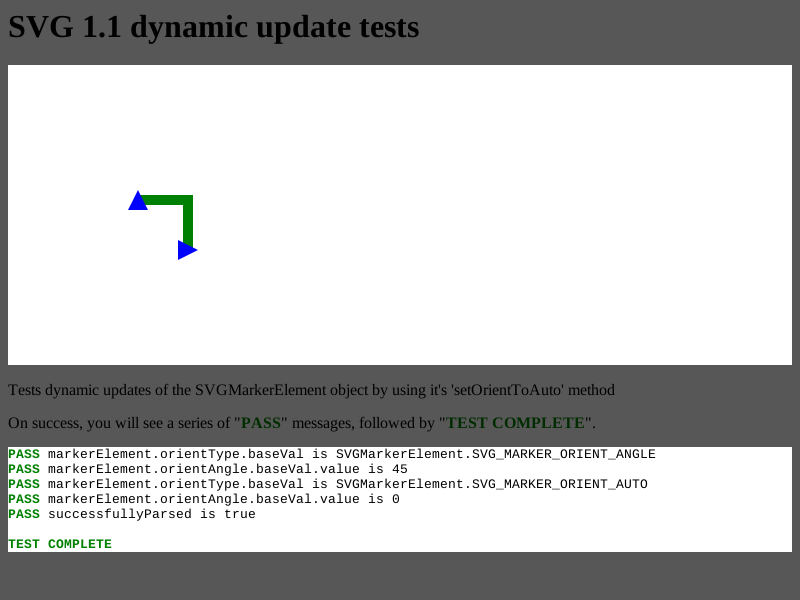 SVG 1.1 dynamic update tests
Tests dynamic updates of the SVGMarkerElement object by using it's 'setOrientToAuto' method
On success, you will see a series of "PASS" messages, followed by "TEST COMPLETE".
PASS markerElement.orientType.baseVal is SVGMarkerElement.SVG_MARKER_ORIENT_ANGLE
PASS markerElement.orientAngle.baseVal.value is 45
PASS markerElement.orientType.baseVal is SVGMarkerElement.SVG_MARKER_ORIENT_AUTO
PASS markerElement.orientAngle.baseVal.value is 0
PASS successfullyParsed is true
TEST COMPLETE